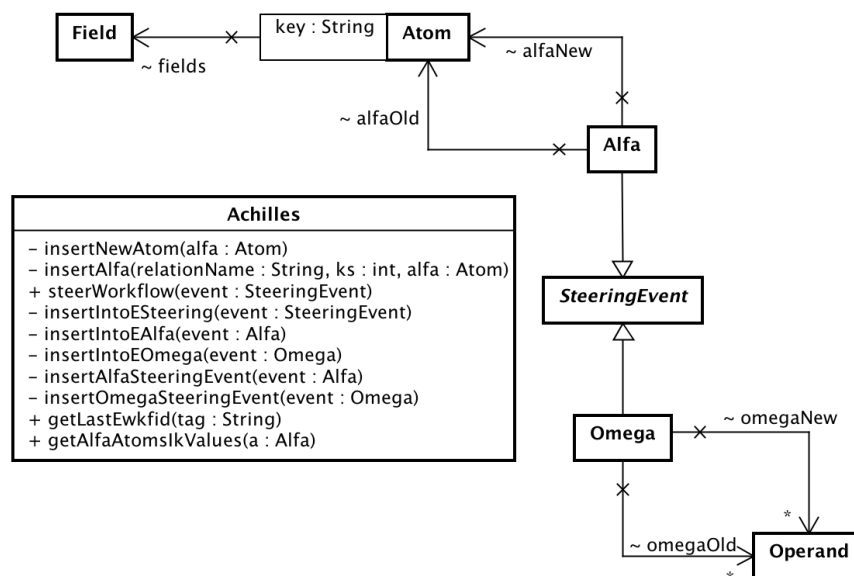 Field
key : String
Atom
~ fields
~ alfaNew
~ alfaOld
Alfa
Achilles
– insertNewAtom(alfa : Atom)
– insertAlfa(relationName : String, ks : int, alfa : Atom)
+ steerWorkflow(event : SteeringEvent)
– insertIntoESteering(event : SteeringEvent)
– insertIntoEAlfa(event : Alfa)
– insertIntoEOmega(event : Omega)
– insertAlfaSteeringEvent(event : Alfa)
– insertOmegaSteeringEvent(event : Omega)
+ getLastEwkfid(tag : String)
+ getAlfaAtomsIkValues(a : Alfa)
SteeringEvent
Omega
~ omegaNew
*
~ omegaOld
*
Operand